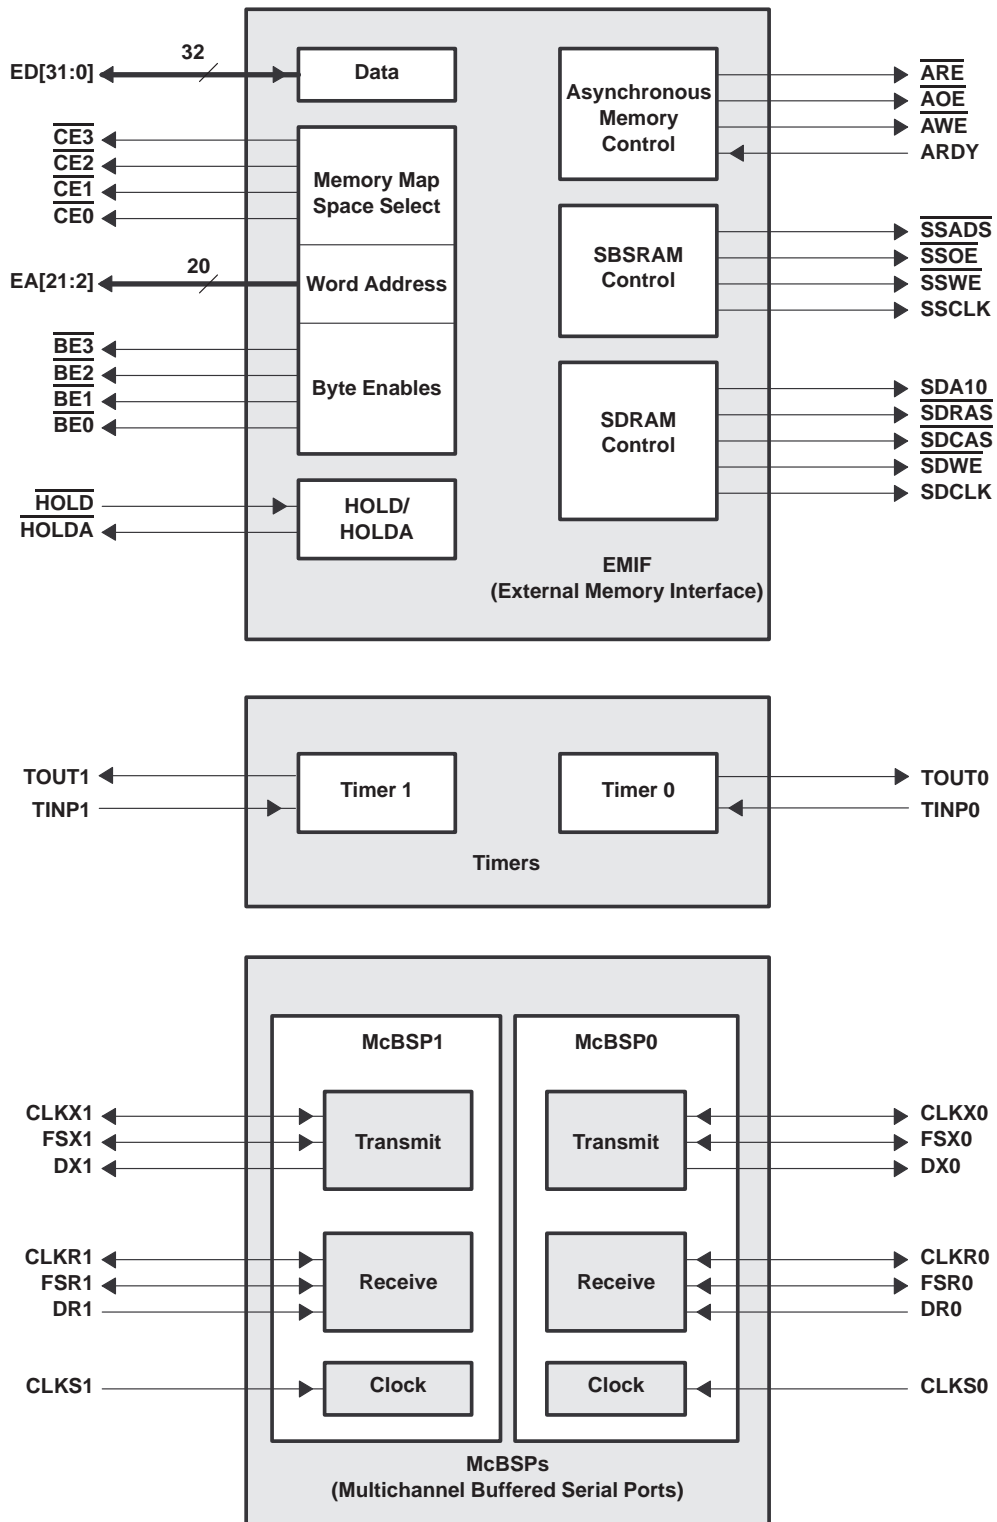 32
ED[31:0]
Data
CE3
CE2
CE1
CE0
Memory Map
Space Select
20
EA[21:2]
Word Address
BE3
BE2
BE1
BE0
Byte Enables
HOLD
HOLDA
HOLD/
HOLDA
Asynchronous
Memory
Control
ARE
AOE
AWE
ARDY
SBSRAM
Control
SSADS
SSOE
SSWE
SSCLK
SDRAM
Control
SDA10
SDRAS
SDCAS
SDWE
SDCLK
EMIF
(External Memory Interface)
TOUT1
TINP1
Timer 1
Timer 0
TOUT0
TINP0
Timers
McBSP1
McBSP0
CLKX1
FSX1
DX1
Transmit
Transmit
CLKX0
FSX0
DX0
CLKR1
FSR1
DR1
Receive
Receive
CLKR0
FSR0
DR0
CLKS1
Clock
Clock
CLKS0
McBSPs
(Multichannel Buffered Serial Ports)